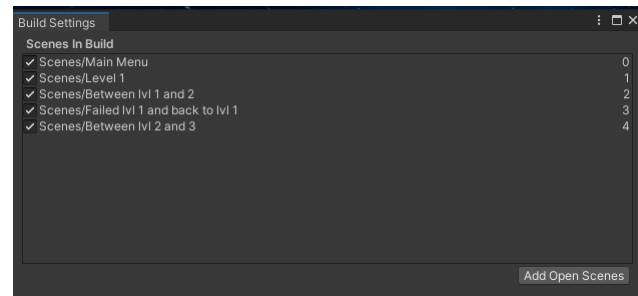 Build Settings
Scenes In Build
Scenes/Main Menu 0
Scenes/Level 1 1
Scenes/Between lvl 1 and 2 2
Scenes/Failed lvl 1 and back to lvl 1 3
Scenes/Between lvl 2 and 3 4
Add Open Scenes